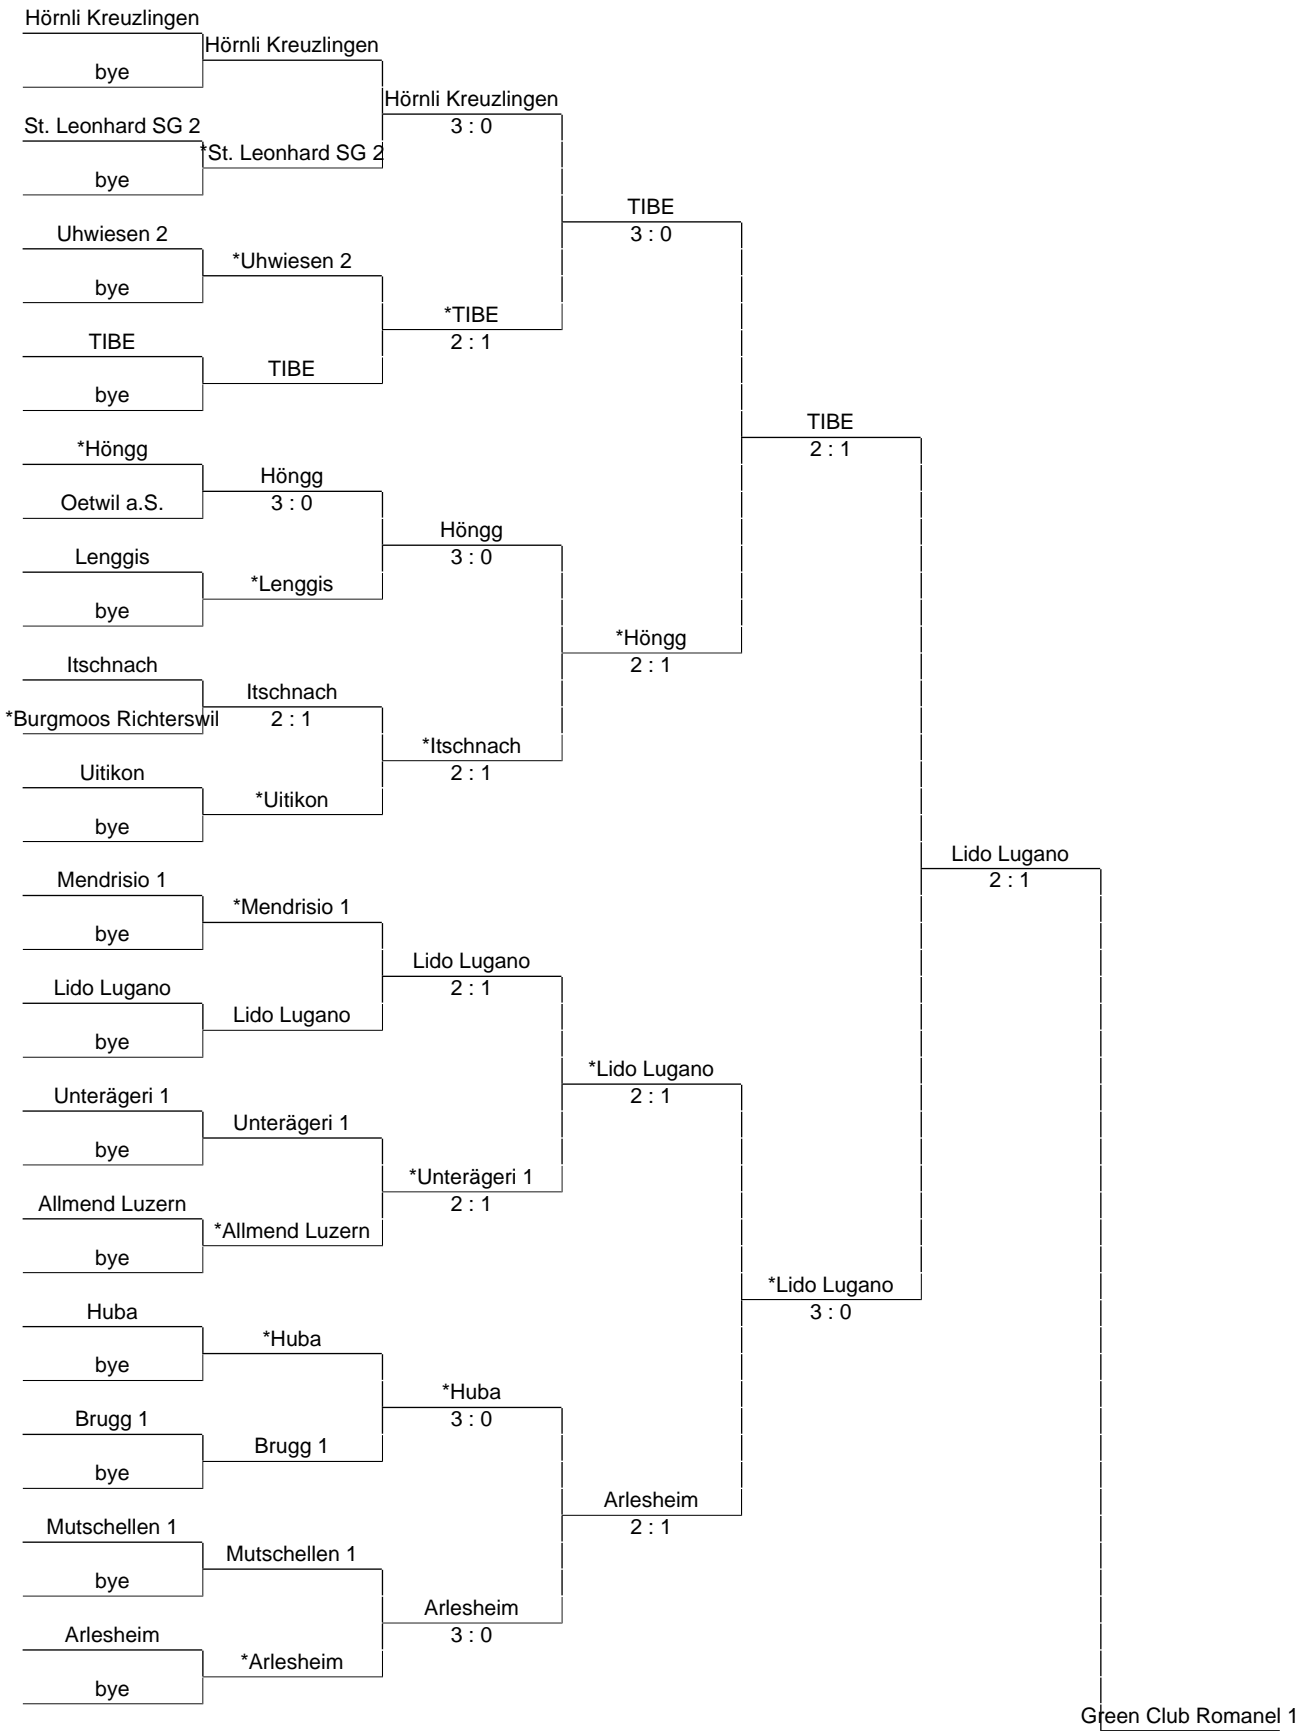 Hörnli Kreuzlingen
Hörnli Kreuzlingen
bye
Hörnli Kreuzlingen
3 : 0
St. Leonhard SG 2
*St. Leonhard SG 2
bye
TIBE
3 : 0
Uhwiesen 2
*Uhwiesen 2
bye
*TIBE
2 : 1
TIBE
TIBE
bye
TIBE
2 : 1
*Höngg
Höngg
3 : 0
Oetwil a.S.
Höngg
3 : 0
Lenggis
*Lenggis
bye
*Höngg
2 : 1
Itschnach
Itschnach
2 : 1
*Burgmoos Richterswil
*Itschnach
2 : 1
Uitikon
*Uitikon
bye
Lido Lugano
2 : 1
Mendrisio 1
*Mendrisio 1
bye
Lido Lugano
2 : 1
Lido Lugano
Lido Lugano
bye
*Lido Lugano
2 : 1
Unterägeri 1
Unterägeri 1
bye
*Unterägeri 1
2 : 1
Allmend Luzern
*Allmend Luzern
bye
*Lido Lugano
3 : 0
Huba
*Huba
bye
*Huba
3 : 0
Brugg 1
Brugg 1
bye
Arlesheim
2 : 1
Mutschellen 1
Mutschellen 1
bye
Arlesheim
3 : 0
Arlesheim
*Arlesheim
bye
Green Club Romanel 1